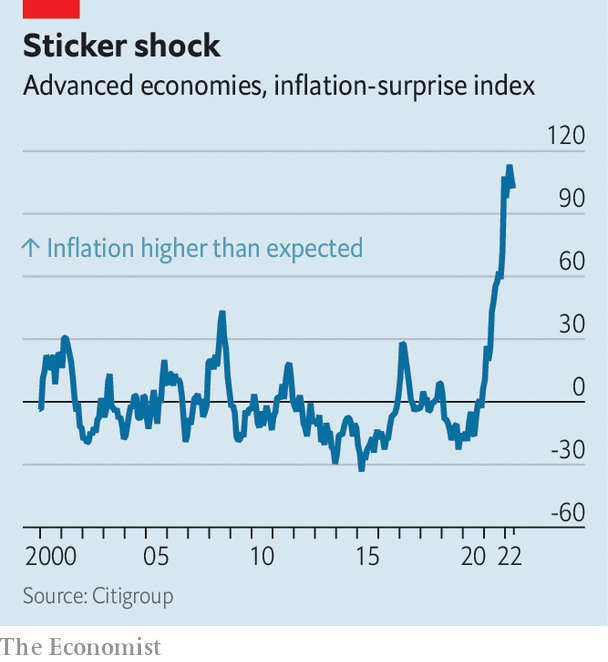 Sticker shock
Advanced economies, inflation-surprise index
120
90
↑ Inflation higher than expected
60
30
0
-30
-60
2000 05 10 15 20 22
Source: Citigroup
The Economist